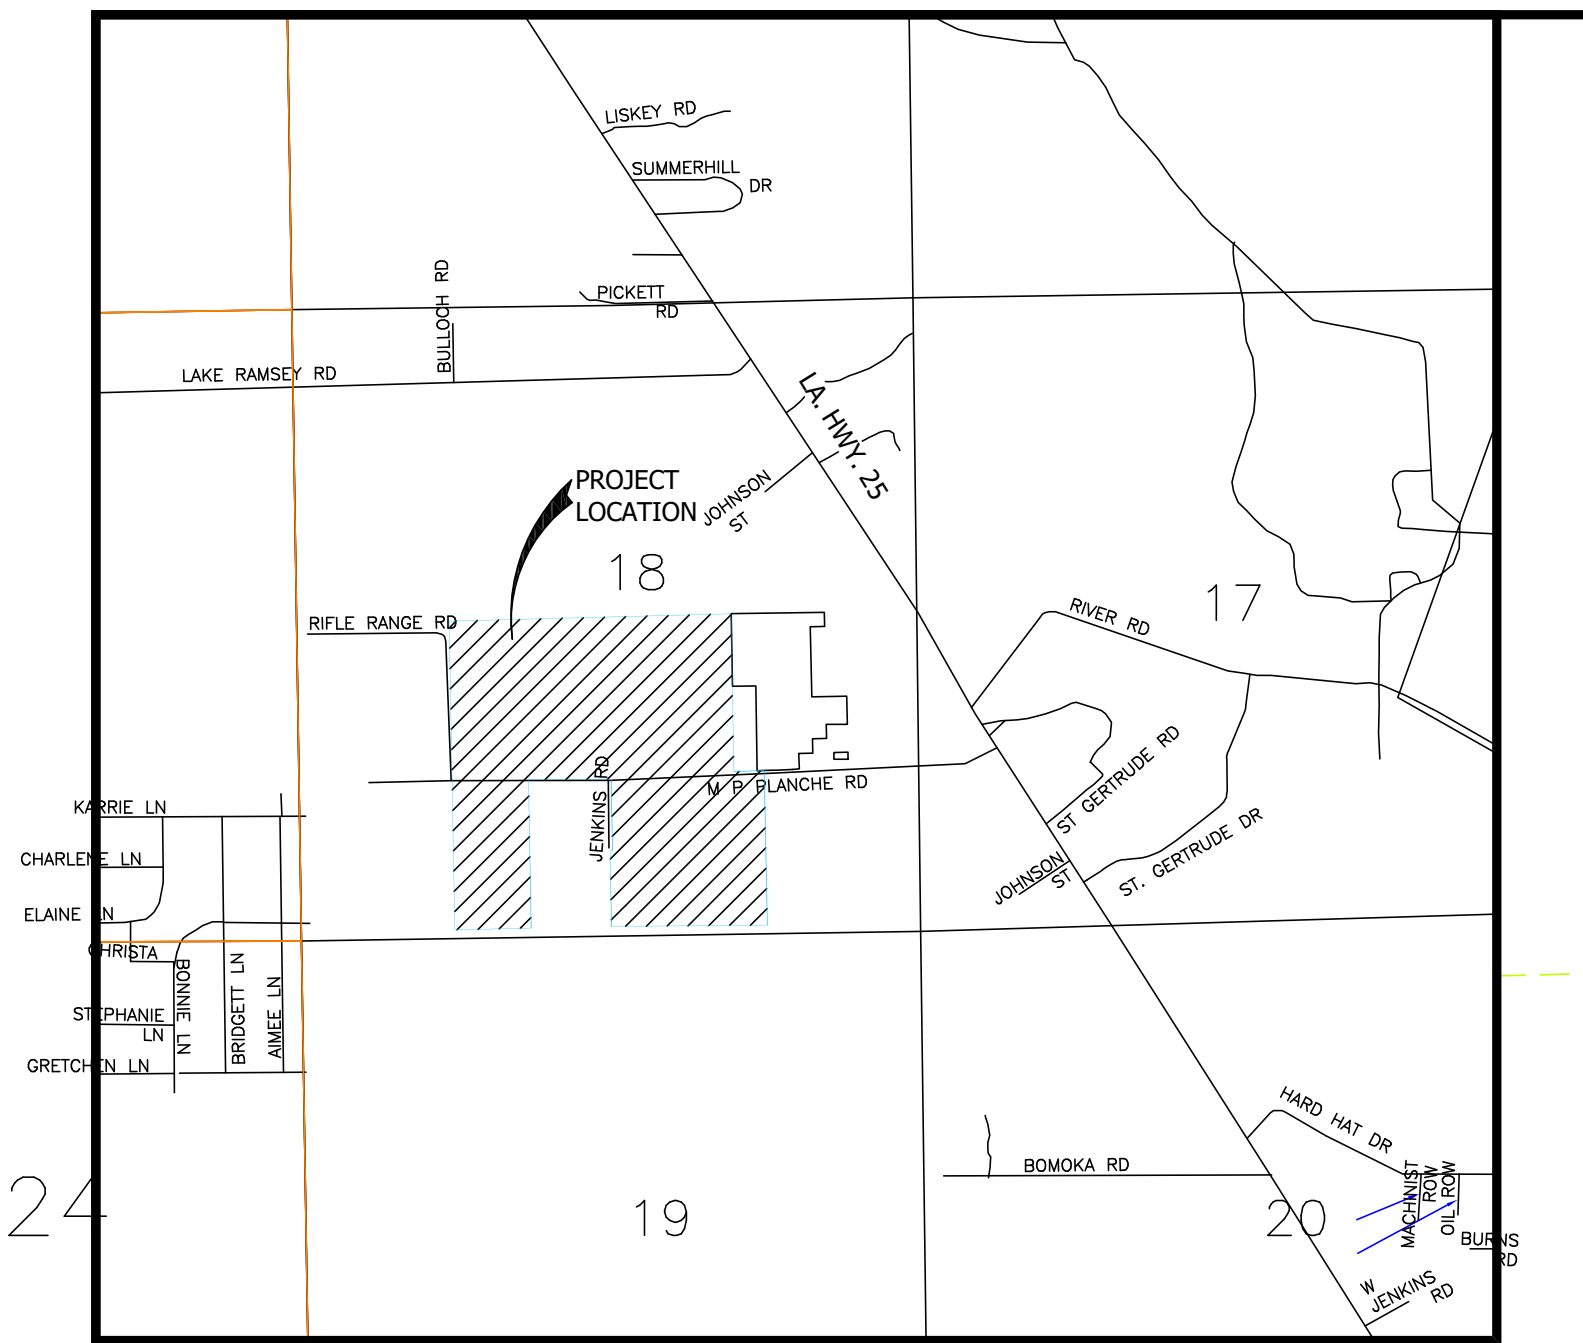 LISKEY RD
SUMMERHILL
DR
BULLOCH RD
PICKETT
RD
LAKE RAMSEY RD
LA. HWY. 25
PROJECT
LOCATION
JOHNSON
ST
18
17
RIFLE RANGE RD
RIVER RD
ST GERTRUDE RD
JENKINS RD
M P PLANCHE RD
KARRIE LN
CHARLENE LN
ST. GERTRUDE DR
JOHNSON
ST
ELAINE LN
CHRISTA
BONNIE LN
BRIDGETT LN
AIMEE LN
STEPHANIE
LN
GRETCHEN LN
HARD HAT DR
BOMOKA RD
MACHINIST
ROW
OIL ROW
24
19
20
BURNS
RD
W
JENKINS
RD